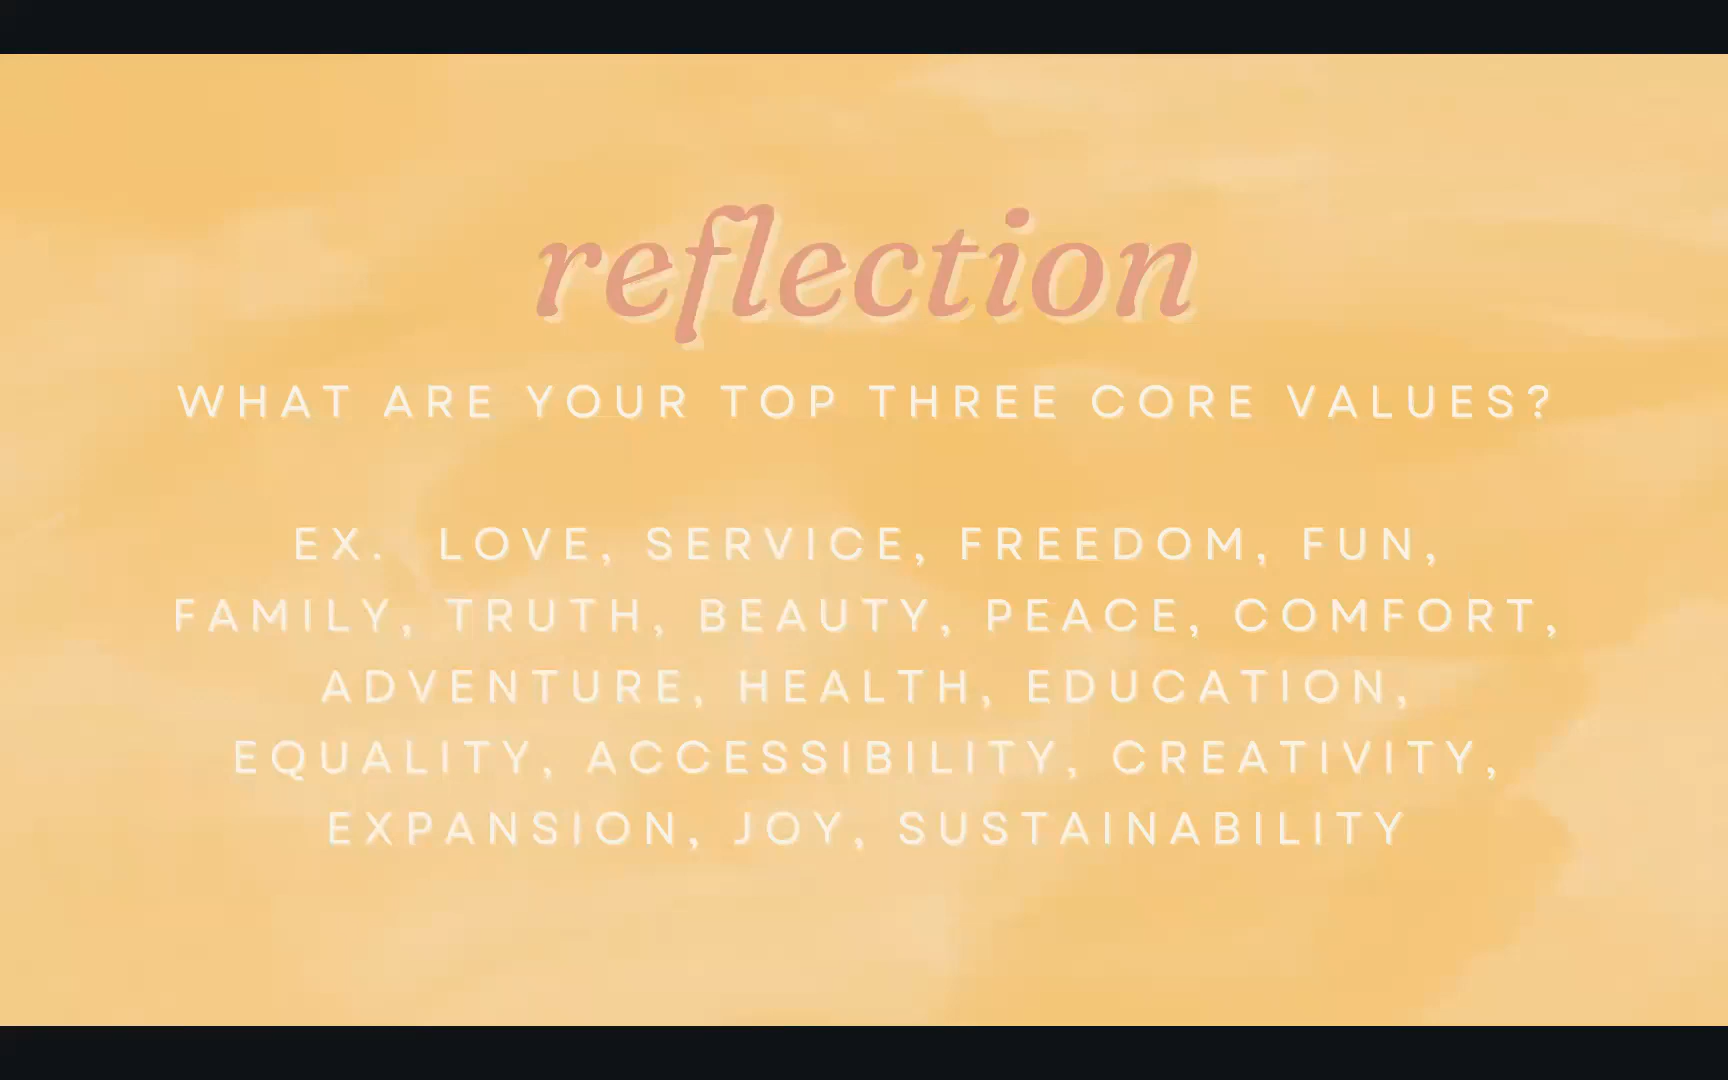 reflection
WHAT ARE YOUR TOP THREE CORE VALUES?
EX. LOVE, SERVICE, FREEDOM, FUN,
FAMILY, TRUTH, BEAUTY, PEACE, COMFORT,
ADVENTURE, HEALTH, EDUCATION,
EQUALITY, ACCESSIBILITY, CREATIVITY,
EXPANSION, JOY, SUSTAINABILITY